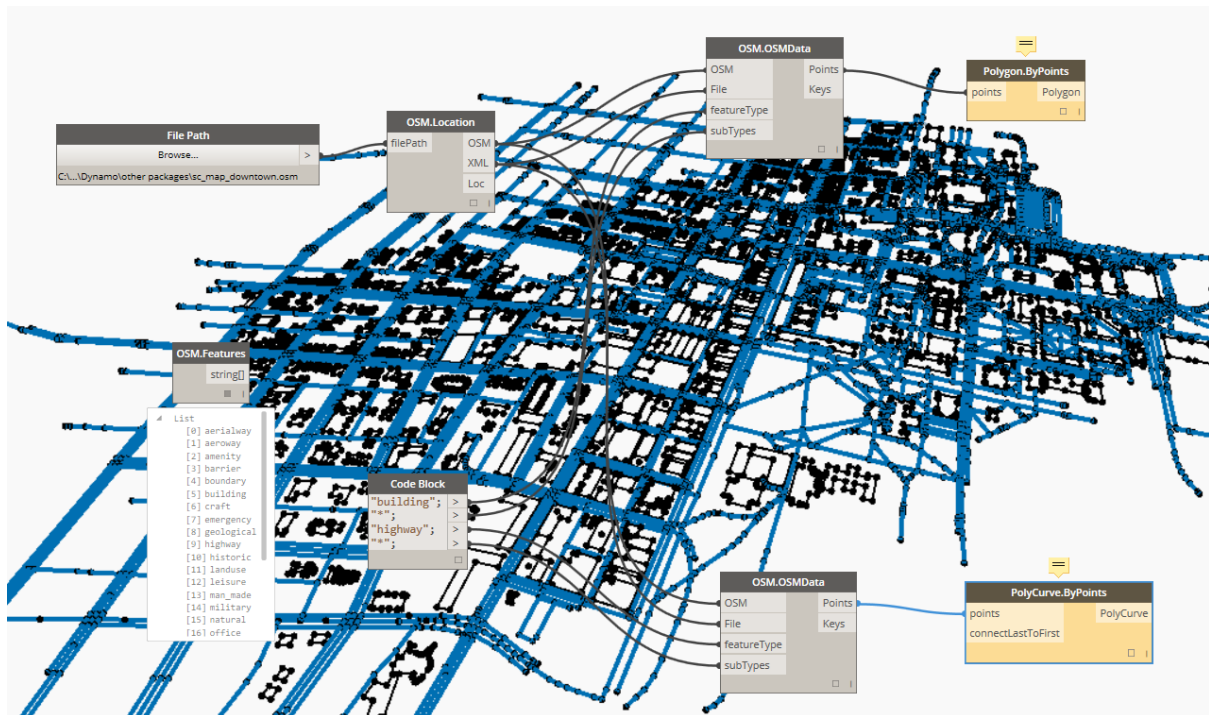 File Path
Browse...
>
C:\...\Dynamo\other packages\sc_map_downtown.osm
OSM.Location
filePath OSM
XML
Loc
OSM.OSMData
OSM Points
File Keys
featureType
subTypes
Polygon.ByPoints
points Polygon
OSM.Features
string[]
List
[0] aerialway
[1] aeroway
[2] amenity
[3] barrier
[4] boundary
[5] building
[6] craft
[7] emergency
[8] geological
[9] highway
[10] historic
[11] landuse
[12] leisure
[13] man_made
[14] military
[15] natural
[16] office
Code Block
"building"; >
"*"; >
"highway"; >
"*"; >
OSM.OSMData
OSM Points
File Keys
featureType
subTypes
PolyCurve.ByPoints
points PolyCurve
connectLastToFirst